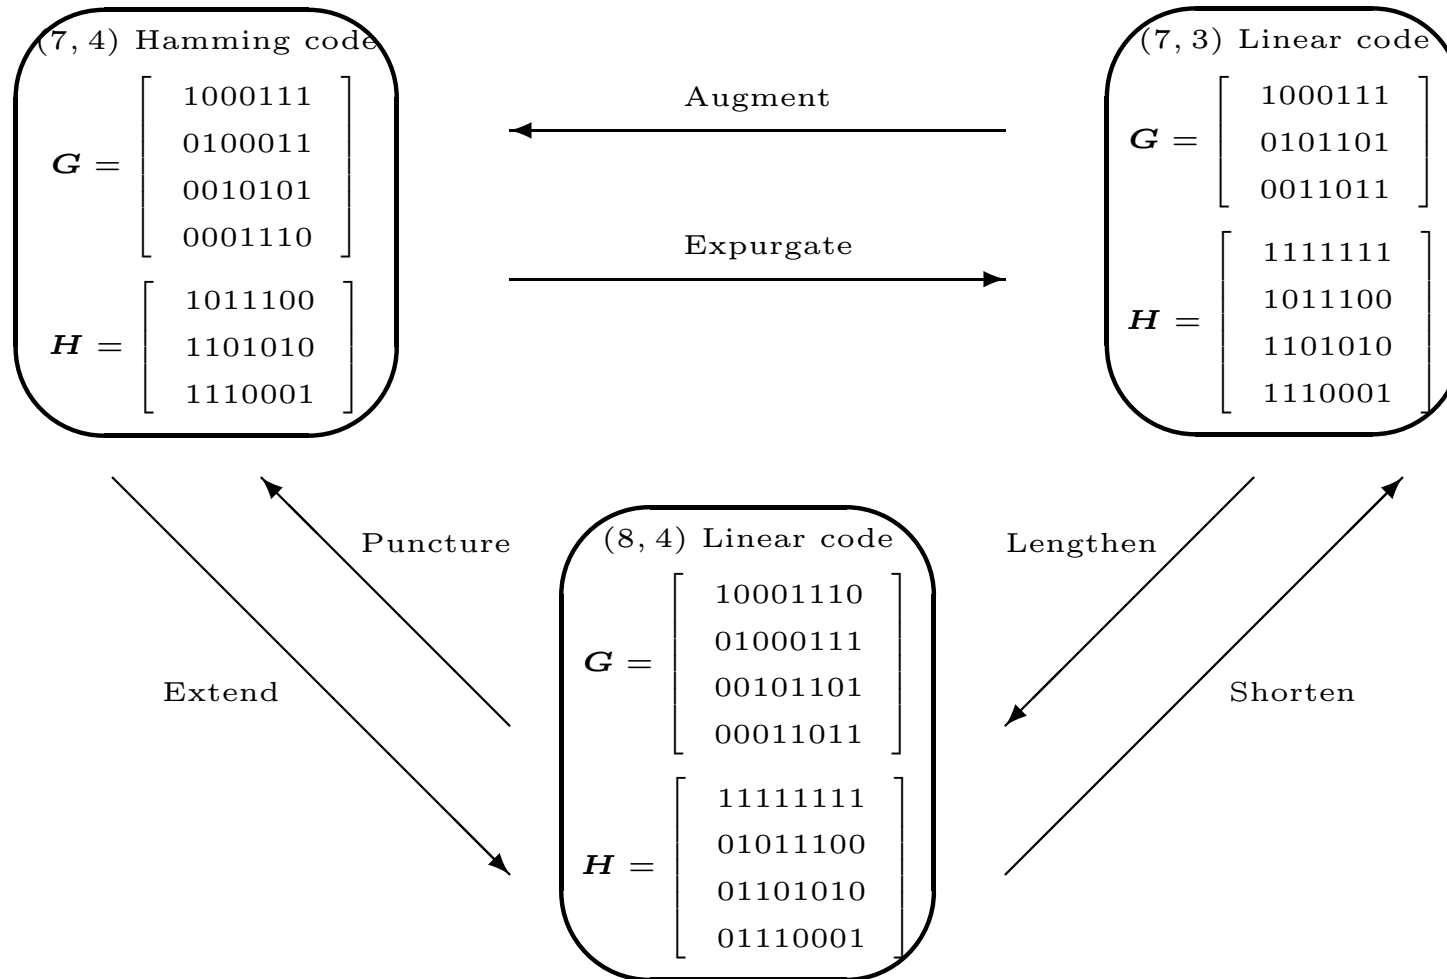 (7, 4) Hamming code
G =
1000111
0100011
0010101
0001110
H =
1011100
1101010
1110001
Augment
Expurgate
(7, 3) Linear code
G =
1000111
0101101
0011011
H =
1111111
1011100
1101010
1110001
Puncture
Extend
(8, 4) Linear code
G =
10001110
01000111
00101101
00011011
H =
11111111
01011100
01101010
01110001
Lengthen
Shorten